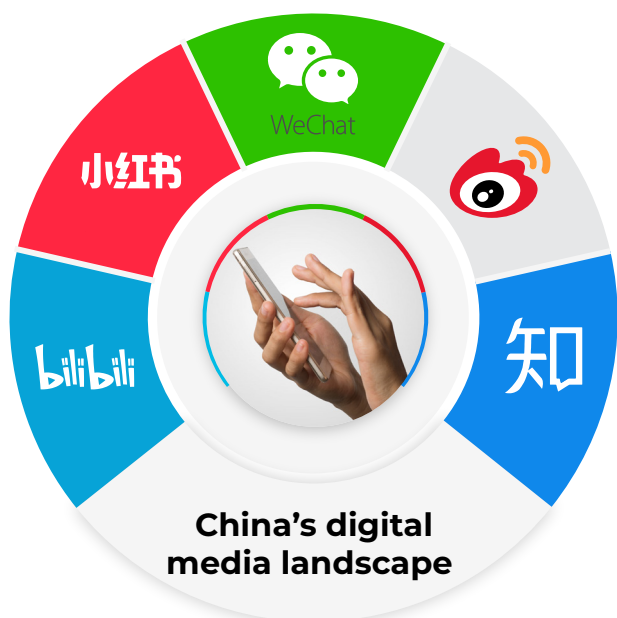 WeChat
小红书
bilibili
知
China's digital
media landscape